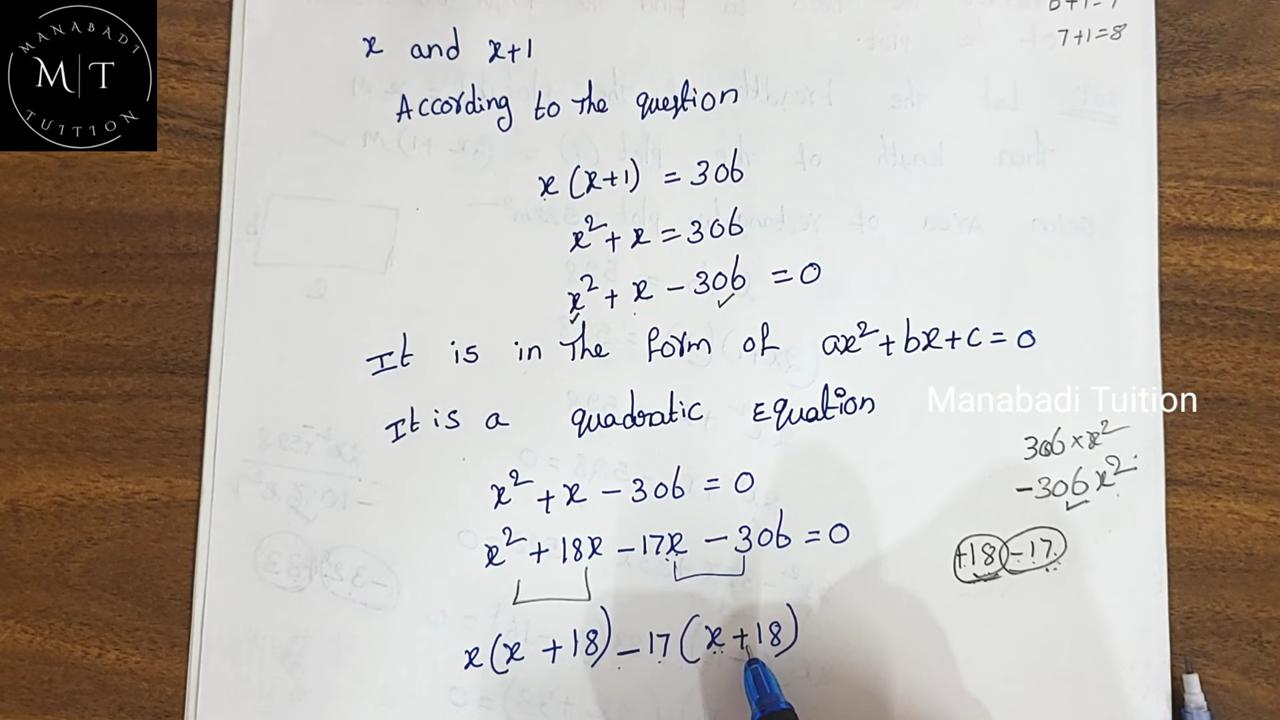 MANABADI
M|T
TUITION
7+1=8
x and x+1
According to the question
x(x+1) = 306
x² + x = 306
x² + x - 306 = 0
It is in the form of ax² + bx + c = 0
It is a quadratic Equation
Manabadi Tuition
306 × x²
-306x²
x² + x - 306 = 0
x² + 18x - 17x - 306 = 0
+18 -17
x(x + 18) - 17(x + 18)